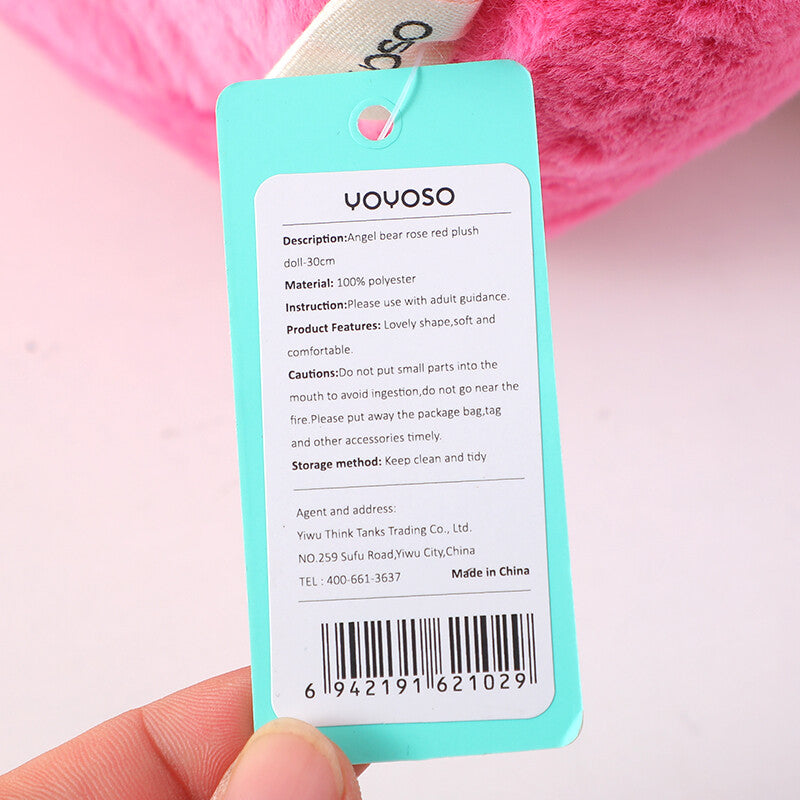 YOYOSO
YOYOSO
Description:Angel bear rose red plush
doll-30cm
Material: 100% polyester
Instruction:Please use with adult guidance.
Product Features: Lovely shape,soft and
comfortable.
Cautions:Do not put small parts into the
mouth to avoid ingestion,do not go near the
fire.Please put away the package bag,tag
and other accessories timely.
Storage method: Keep clean and tidy
Agent and address:
Yiwu Think Tanks Trading Co., Ltd.
NO.259 Sufu Road,Yiwu City,China
TEL : 400-661-3637 Made in China
6 942191 621029